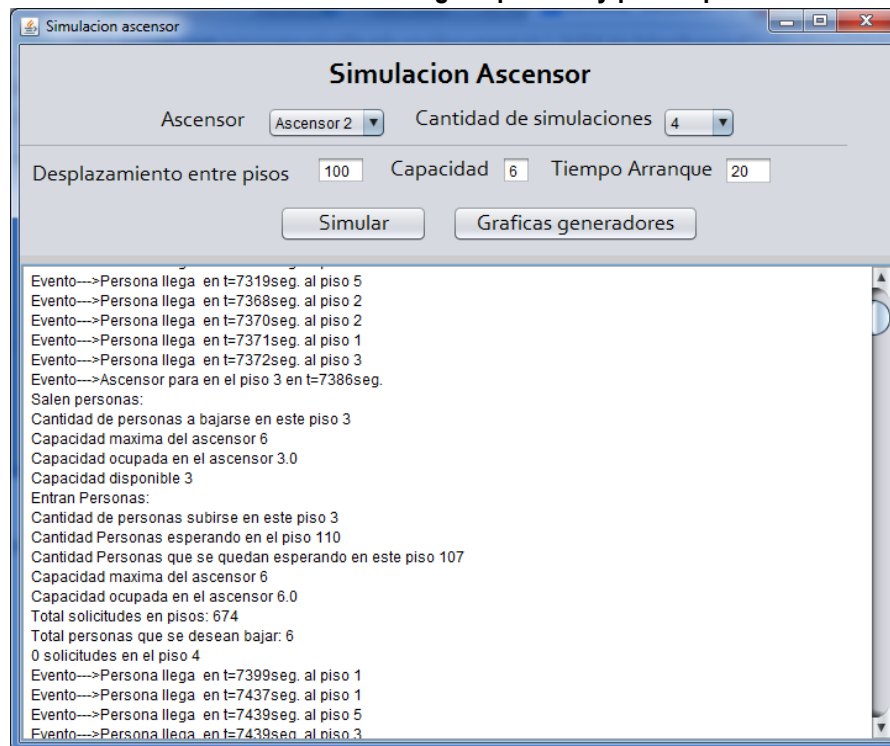 Simulacion ascensor
Simulacion Ascensor
Ascensor Ascensor 2 Cantidad de simulaciones 4
Desplazamiento entre pisos 100 Capacidad 6 Tiempo Arranque 20
Simular Graficas generadores
Evento--->Persona llega en t=7319seg. al piso 5
Evento--->Persona llega en t=7368seg. al piso 2
Evento--->Persona llega en t=7370seg. al piso 2
Evento--->Persona llega en t=7371seg. al piso 1
Evento--->Persona llega en t=7372seg. al piso 3
Evento--->Ascensor para en el piso 3 en t=7386seg.
Salen personas:
Cantidad de personas a bajarse en este piso 3
Capacidad maxima del ascensor 6
Capacidad ocupada en el ascensor 3.0
Capacidad disponible 3
Entran Personas:
Cantidad de personas subirse en este piso 3
Cantidad Personas esperando en el piso 110
Cantidad Personas que se quedan esperando en este piso 107
Capacidad maxima del ascensor 6
Capacidad ocupada en el ascensor 6.0
Total solicitudes en pisos: 674
Total personas que se desean bajar: 6
0 solicitudes en el piso 4
Evento--->Persona llega en t=7399seg. al piso 1
Evento--->Persona llega en t=7437seg. al piso 1
Evento--->Persona llega en t=7439seg. al piso 5
Evento--->Persona llega en t=7439seg. al piso 3